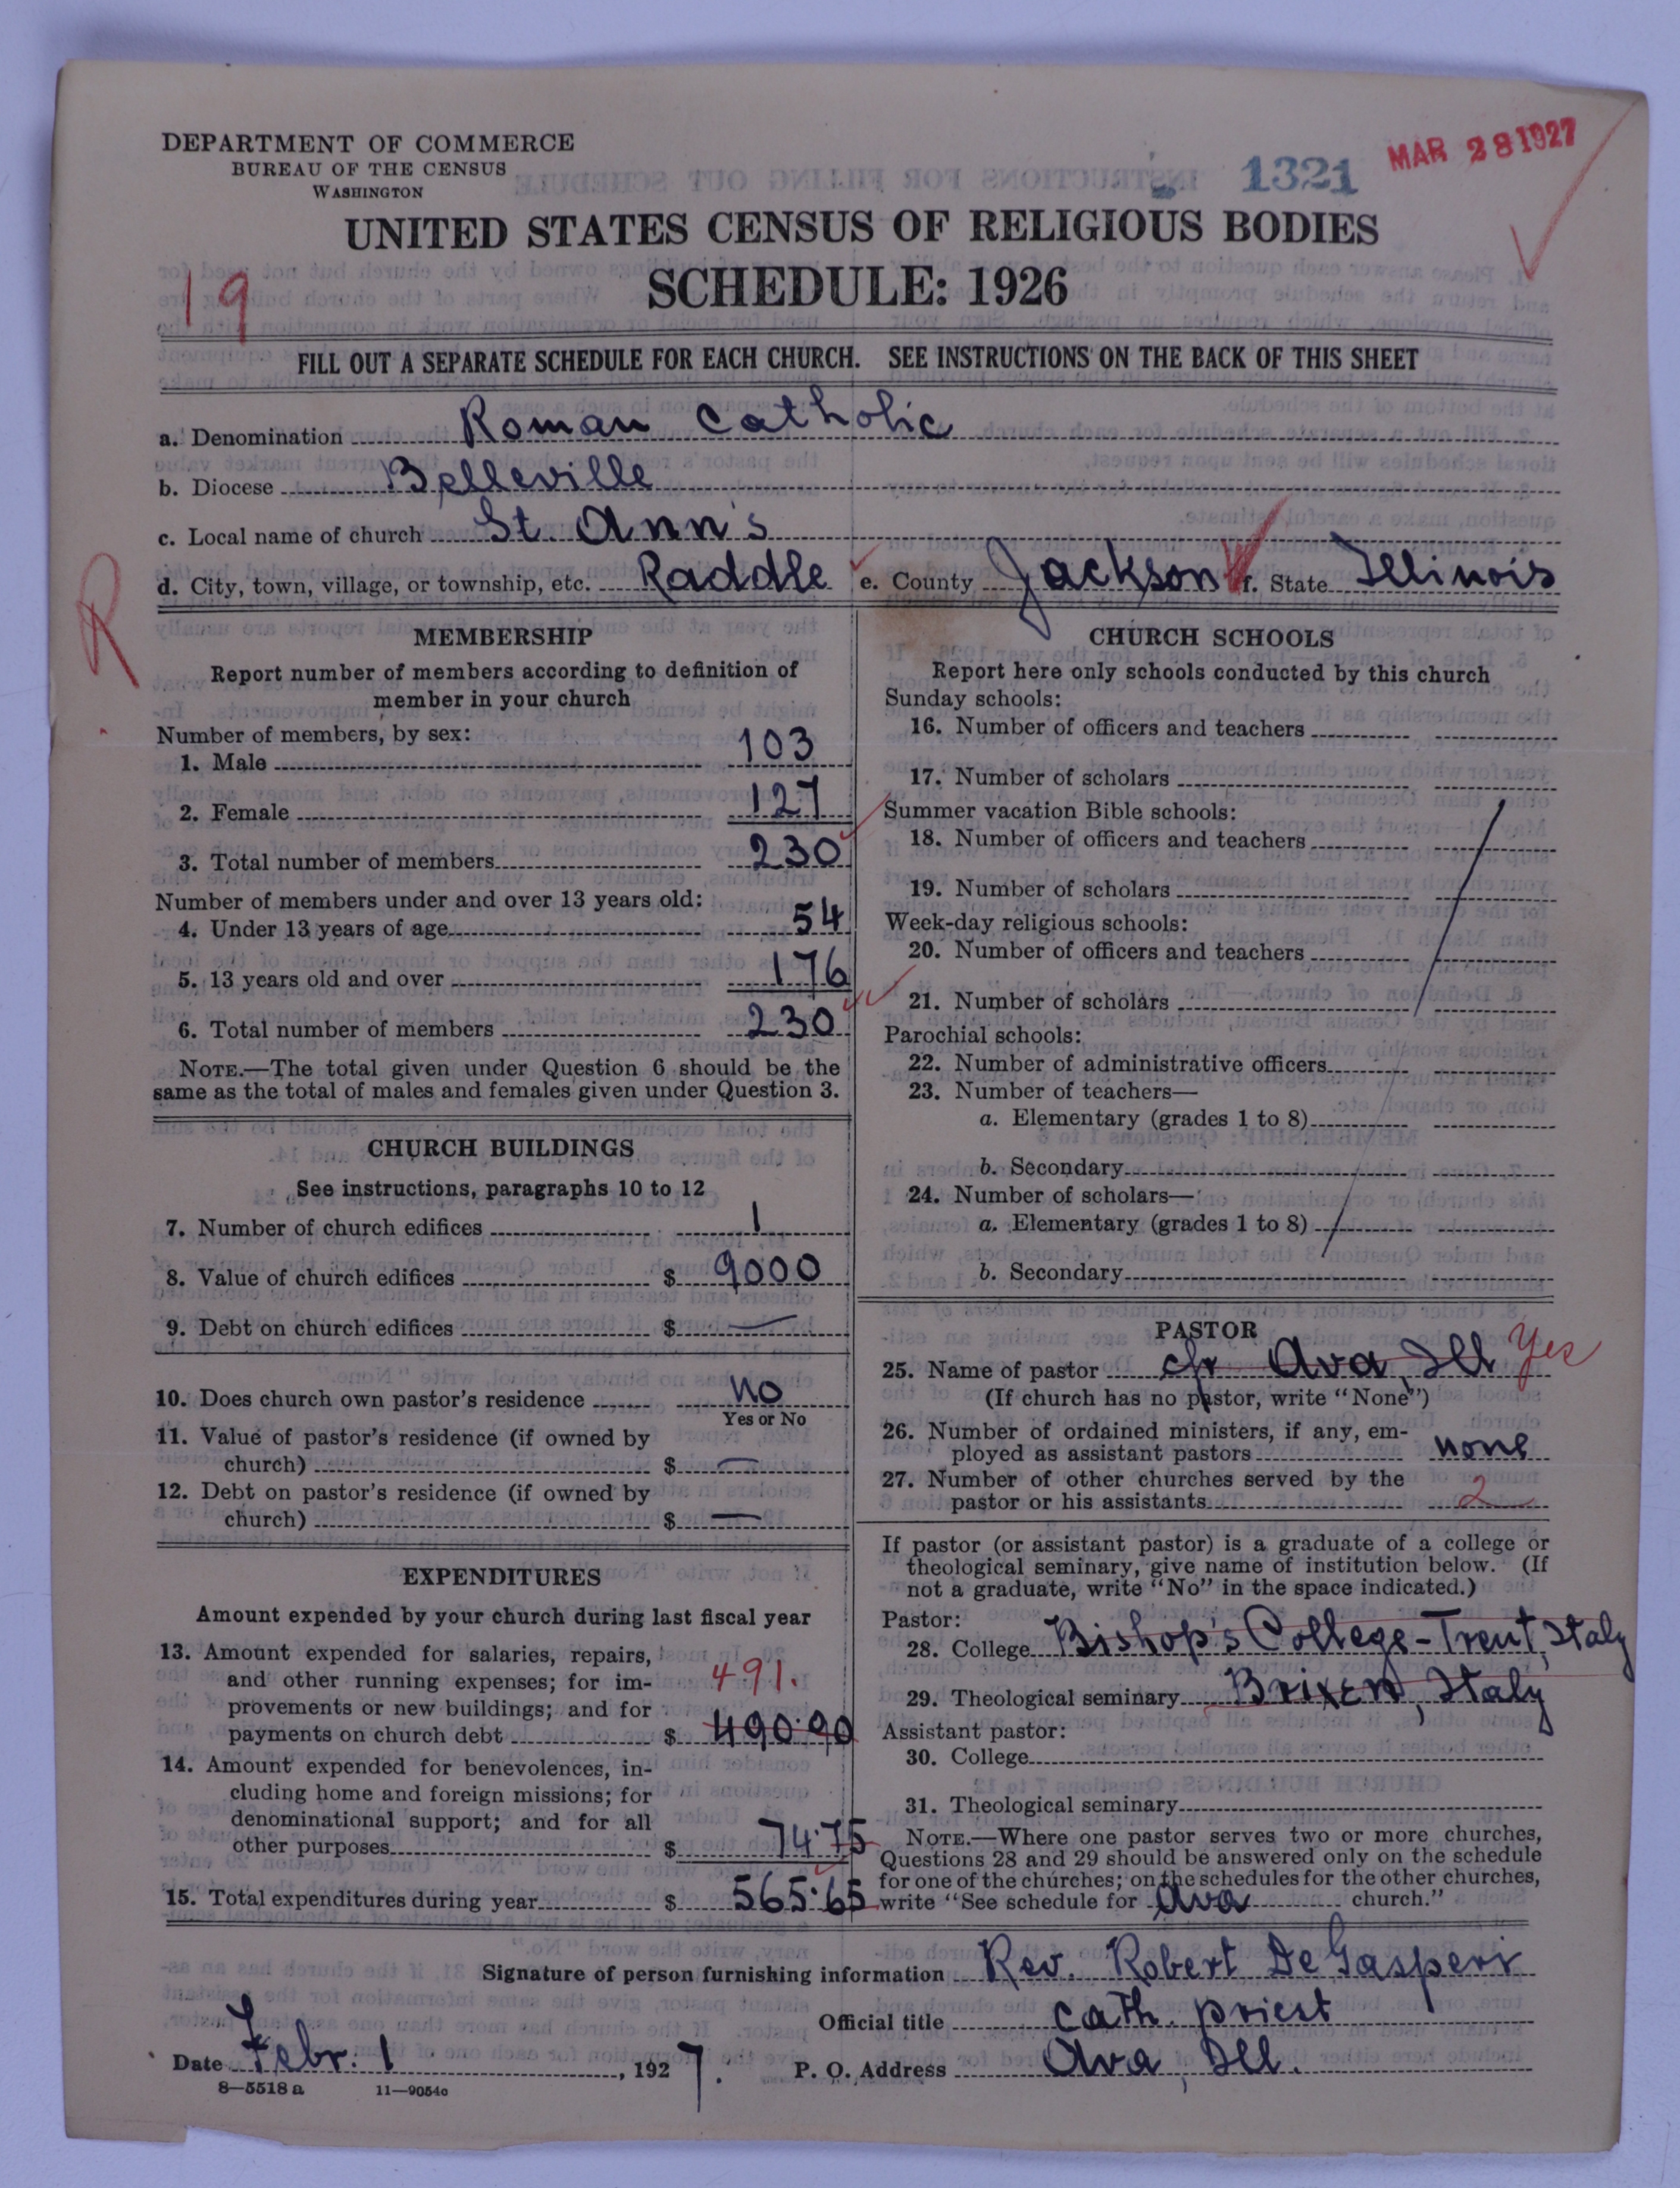 DEPARTMENT OF COMMERCE
BUREAU OF THE CENSUS
WASHINGTON
1321
MAR 28 1927
UNITED STATES CENSUS OF RELIGIOUS BODIES
SCHEDULE: 1926
19
FILL OUT A SEPARATE SCHEDULE FOR EACH CHURCH. SEE INSTRUCTIONS ON THE BACK OF THIS SHEET
a. Denomination Roman Catholic
b. Diocese Belleville
c. Local name of church St. Ann's
d. City, town, village, or township, etc. Raddle e. County Jackson f. State Illinois
R
MEMBERSHIP
Report number of members according to definition of
member in your church
Number of members, by sex:
1. Male 103
2. Female 127
3. Total number of members 230
Number of members under and over 13 years old:
4. Under 13 years of age 54
5. 13 years old and over 176
6. Total number of members 230
NOTE.—The total given under Question 6 should be the
same as the total of males and females given under Question 3.
CHURCH BUILDINGS
See instructions, paragraphs 10 to 12
7. Number of church edifices 1
8. Value of church edifices $ 9000
9. Debt on church edifices $ —
10. Does church own pastor's residence no
Yes or No
11. Value of pastor's residence (if owned by
church) $ —
12. Debt on pastor's residence (if owned by
church) $ —
EXPENDITURES
Amount expended by your church during last fiscal year
13. Amount expended for salaries, repairs,
and other running expenses; for im- 491.
provements or new buildings; and for
payments on church debt $ 490.90
14. Amount expended for benevolences, in-
cluding home and foreign missions; for
denominational support; and for all
other purposes $ 74.75
15. Total expenditures during year $ 565.65
CHURCH SCHOOLS
Report here only schools conducted by this church
Sunday schools:
16. Number of officers and teachers
17. Number of scholars
Summer vacation Bible schools:
18. Number of officers and teachers
19. Number of scholars
Week-day religious schools:
20. Number of officers and teachers
21. Number of scholars
Parochial schools:
22. Number of administrative officers
23. Number of teachers—
a. Elementary (grades 1 to 8)
b. Secondary
24. Number of scholars—
a. Elementary (grades 1 to 8)
b. Secondary
PASTOR
25. Name of pastor Ava, Ill Yes
(If church has no pastor, write "None")
26. Number of ordained ministers, if any, em-
ployed as assistant pastors none
27. Number of other churches served by the
pastor or his assistants 2
If pastor (or assistant pastor) is a graduate of a college or
theological seminary, give name of institution below. (If
not a graduate, write "No" in the space indicated.)
Pastor:
28. College Bishop's College - Trent, Italy
29. Theological seminary Brixen, Italy
Assistant pastor:
30. College
31. Theological seminary
NOTE.—Where one pastor serves two or more churches,
Questions 28 and 29 should be answered only on the schedule
for one of the churches; on the schedules for the other churches,
write "See schedule for Ava church."
Signature of person furnishing information Rev. Robert De Gasperi
Official title cath. priest
Date Febr. 1, 1927. P. O. Address Ava, Ill.
8—5518 a 11—9054c